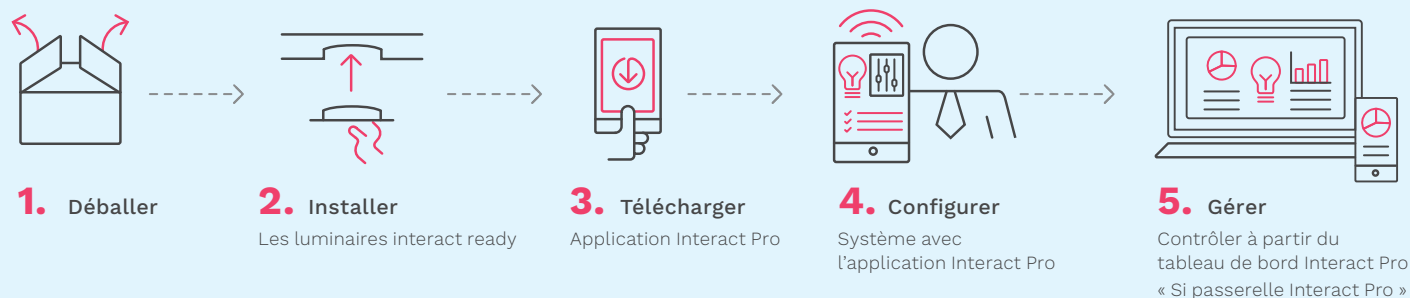 1. Déballer
2. Installer
Les luminaires interact ready
3. Télécharger
Application Interact Pro
4. Configurer
Système avec
l'application Interact Pro
5. Gérer
Contrôler à partir du
tableau de bord Interact Pro
« Si passerelle Interact Pro »